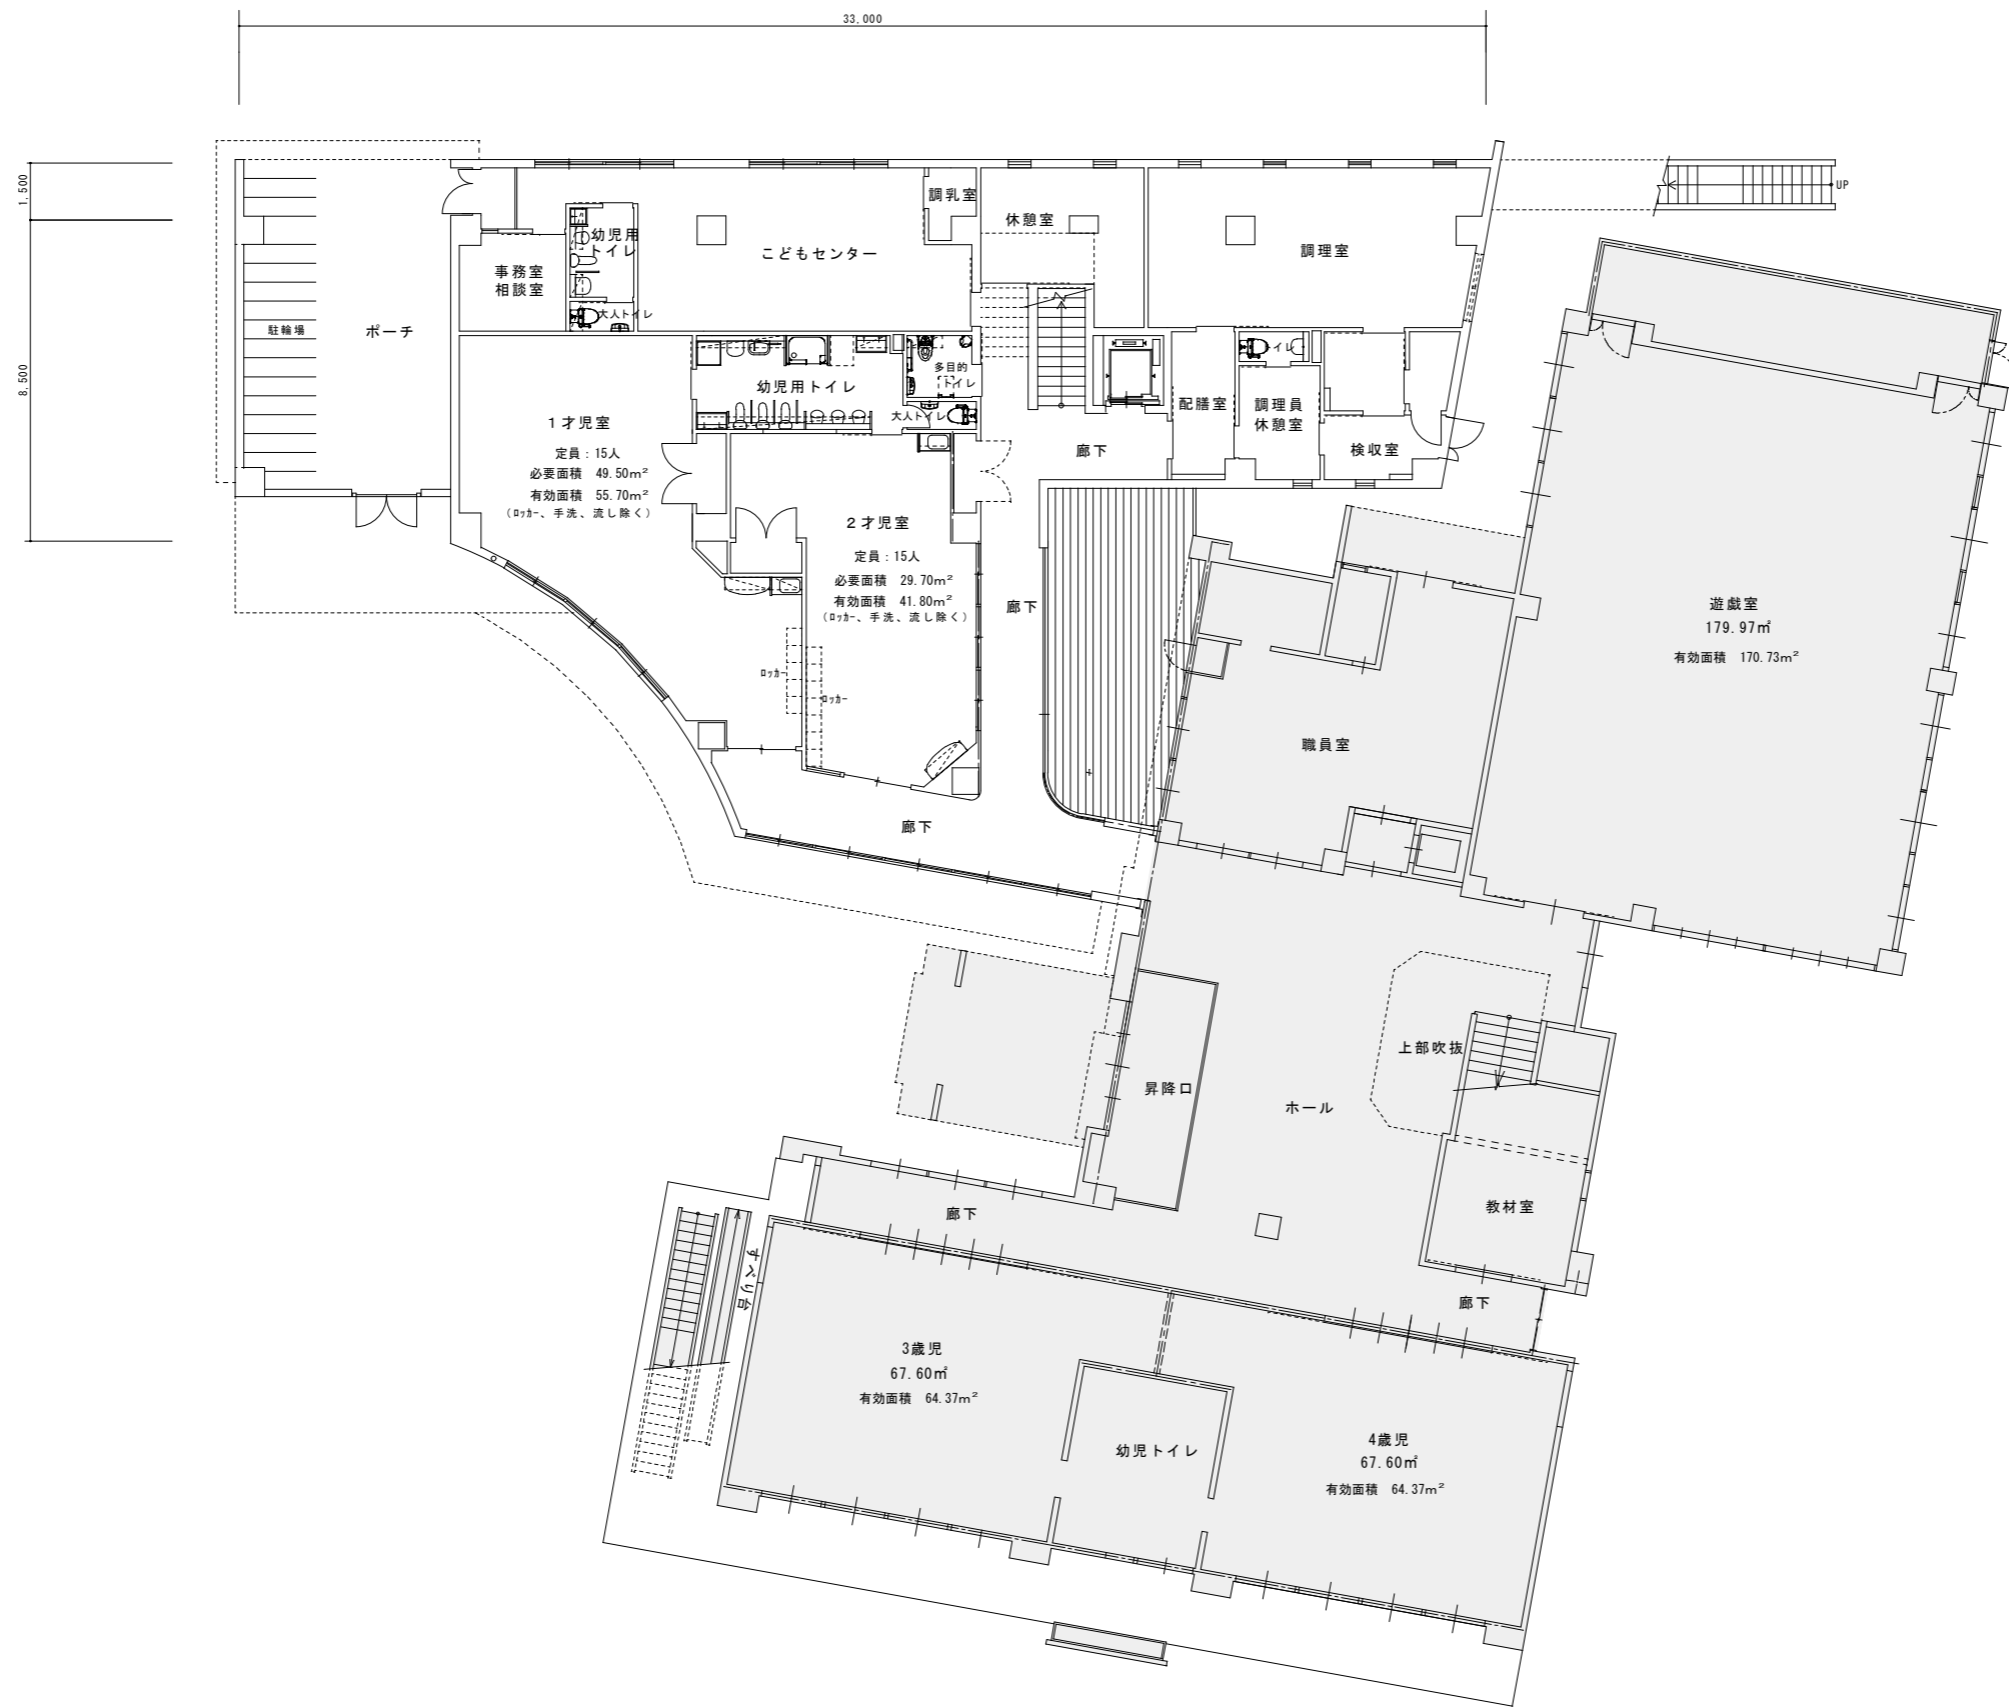 33,000
1,500
8,500
UP
調乳室
休憩室
調理室
幼児用
トイレ
こどもセンター
事務室
相談室
大人トイレ
駐輪場
ポーチ
トイレ
多目的
トイレ
幼児用トイレ
大人トイレ
配膳室
調理員
休憩室
検収室
廊下
1才児室
定員：15人
必要面積 49.50m²
有効面積 55.70m²
(ﾛｯｶｰ、手洗、流し除く)
2才児室
定員：15人
必要面積 29.70m²
有効面積 41.80m²
(ﾛｯｶｰ、手洗、流し除く)
廊下
ﾛｯｶｰ
ﾛｯｶｰ
遊戯室
179.97㎡
有効面積 170.73m²
職員室
廊下
上部吹抜
昇降口
ホール
教材室
廊下
すべり台
廊下
3歳児
67.60㎡
有効面積 64.37m²
幼児トイレ
4歳児
67.60㎡
有効面積 64.37m²